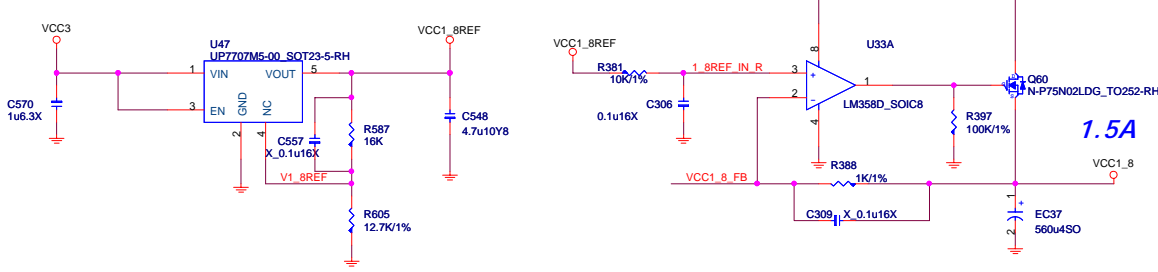 VCC3
U47
UP7707M5-00_SOT23-5-RH
1
VIN
VOUT
5
3
EN
GND
NC
2
4
C570
1u6.3X
C557
X_0.1u16X
R587
16K
V1_8REF
R605
12.7K/1%
VCC1_8REF
C548
4.7u10Y8
VCC1_8REF
R381
10K/1%
1_8REF_IN_R
C306
0.1u16X
8
U33A
3
+
2
-
1
4
LM358D_SOIC8
R397
100K/1%
Q60
N-P75N02LDG_TO252-RH
1.5A
R388
1K/1%
VCC1_8_FB
C309
X_0.1u16X
VCC1_8
1
+
2
EC37
560u4SO